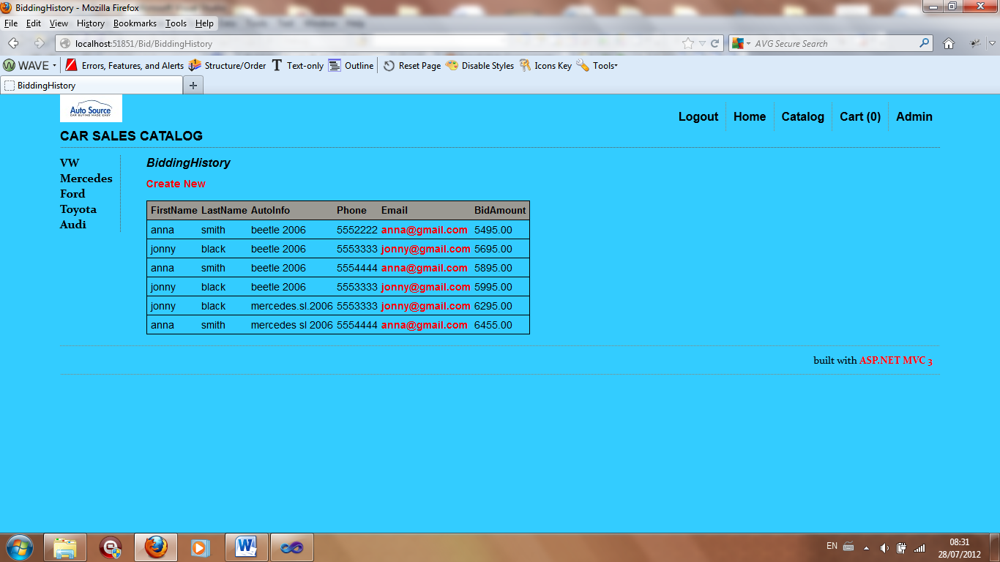 BiddingHistory - Mozilla Firefox
File Edit View History Bookmarks Tools Help
localhost:51851/Bid/BiddingHistory
AVG Secure Search
WAVE Errors, Features, and Alerts Structure/Order Text-only Outline Reset Page Disable Styles Icons Key Tools
BiddingHistory
Auto Source
CAR BUYING MADE EASY
Logout Home Catalog Cart (0) Admin
CAR SALES CATALOG
VW
Mercedes
Ford
Toyota
Audi
BiddingHistory
Create New
FirstName LastName AutoInfo Phone Email BidAmount
anna smith beetle 2006 5552222 anna@gmail.com 5495.00
jonny black beetle 2006 5553333 jonny@gmail.com 5695.00
anna smith beetle 2006 5554444 anna@gmail.com 5895.00
jonny black beetle 2006 5553333 jonny@gmail.com 5995.00
jonny black mercedes.sl.2006 5553333 jonny@gmail.com 6295.00
anna smith mercedes sl 2006 5554444 anna@gmail.com 6455.00
built with ASP.NET MVC 3
EN
08:31
28/07/2012